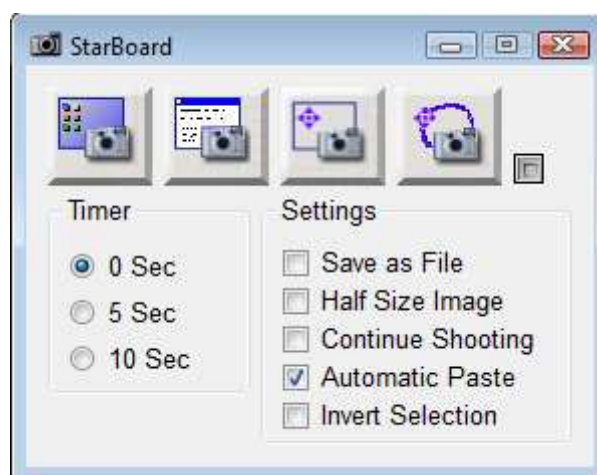 StarBoard
Timer
0 Sec
5 Sec
10 Sec
Settings
Save as File
Half Size Image
Continue Shooting
Automatic Paste
Invert Selection